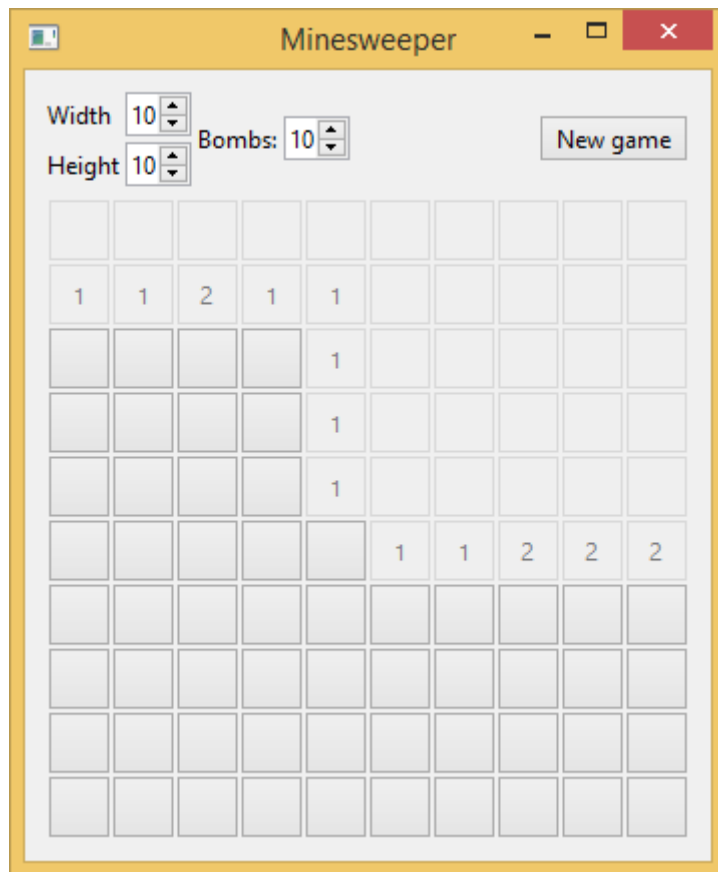 Minesweeper
Width 10
Height 10
Bombs: 10
New game
1 1 2 1 1
1
1
1
1 1 2 2 2